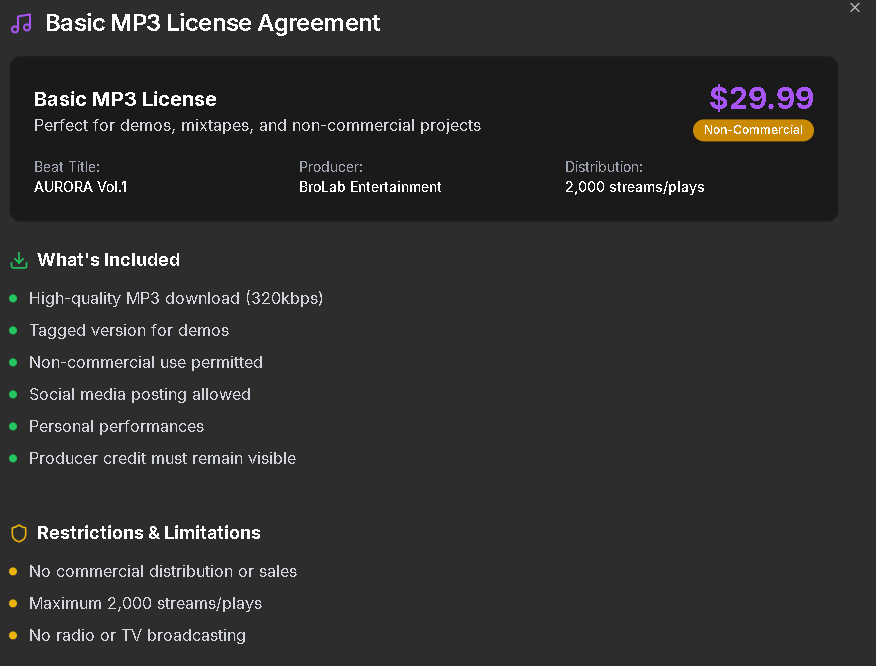 Basic MP3 License Agreement
Basic MP3 License
$29.99
Perfect for demos, mixtapes, and non-commercial projects
Non-Commercial
Beat Title:
Producer:
Distribution:
AURORA Vol.1
BroLab Entertainment
2,000 streams/plays
What's Included
High-quality MP3 download (320kbps)
Tagged version for demos
Non-commercial use permitted
Social media posting allowed
Personal performances
Producer credit must remain visible
Restrictions & Limitations
No commercial distribution or sales
Maximum 2,000 streams/plays
No radio or TV broadcasting